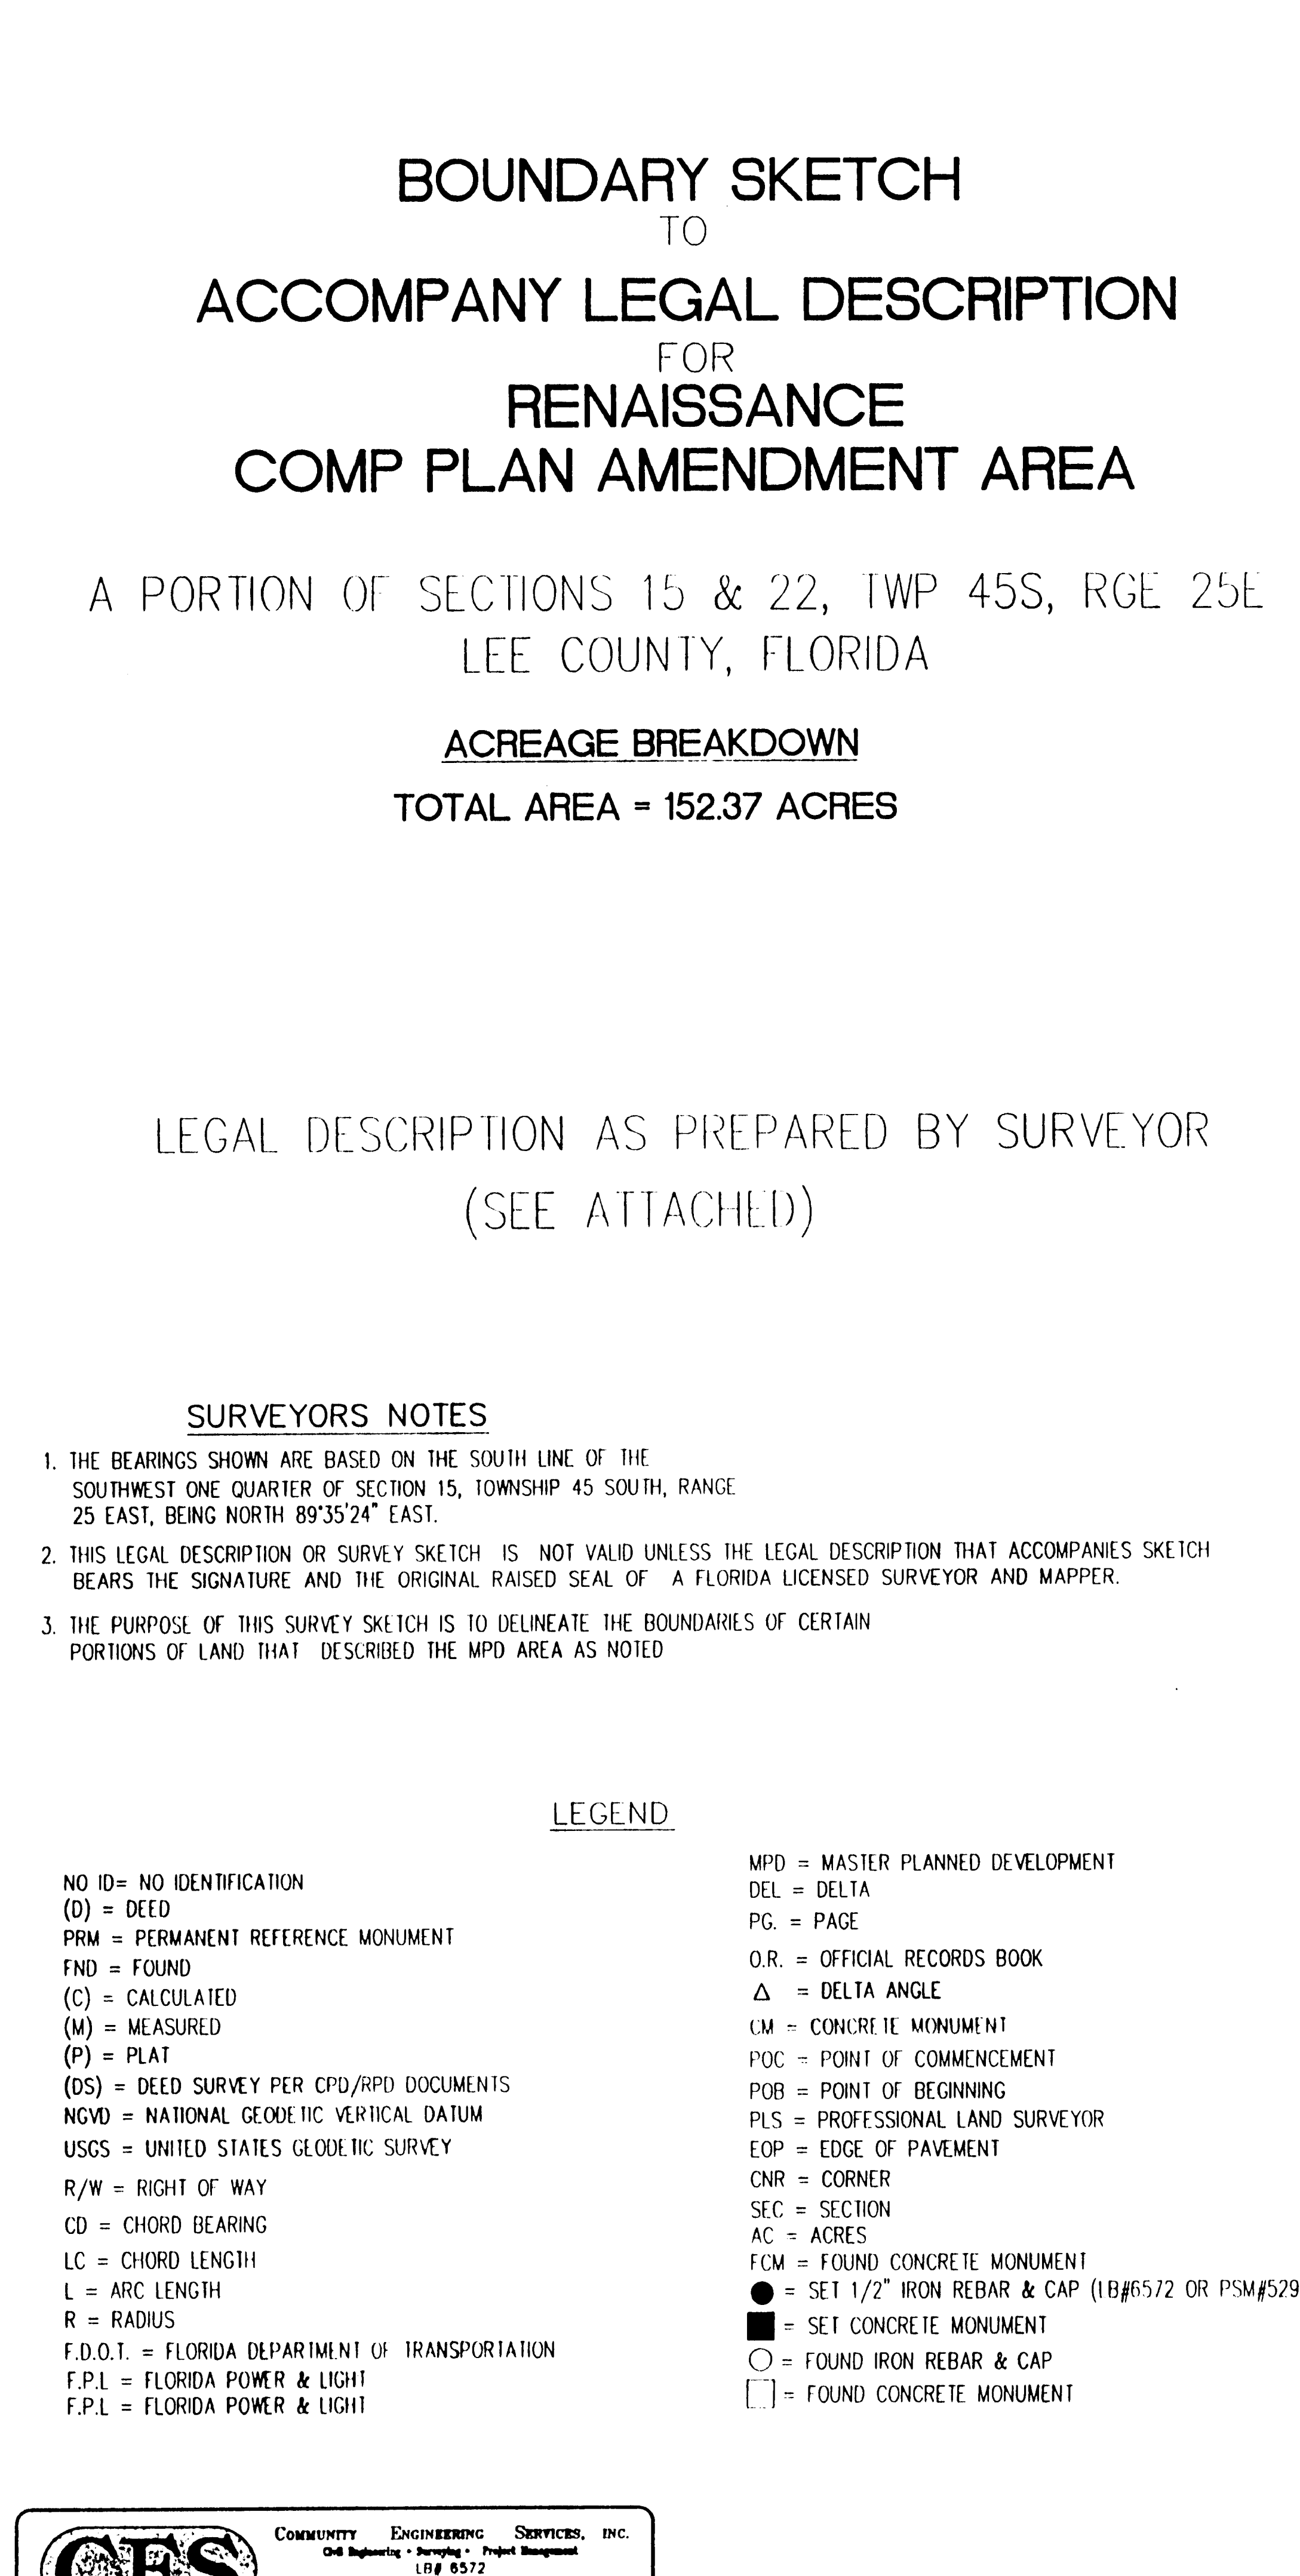 BOUNDARY SKETCH
TO
ACCOMPANY LEGAL DESCRIPTION
FOR
RENAISSANCE
COMP PLAN AMENDMENT AREA
A PORTION OF SECTIONS 15 & 22, TWP 45S, RGE 25E
LEE COUNTY, FLORIDA
ACREAGE BREAKDOWN
TOTAL AREA = 152.37 ACRES
LEGAL DESCRIPTION AS PREPARED BY SURVEYOR
(SEE ATTACHED)
SURVEYORS NOTES
1. THE BEARINGS SHOWN ARE BASED ON THE SOUTH LINE OF THE
SOUTHWEST ONE QUARTER OF SECTION 15, TOWNSHIP 45 SOUTH, RANGE
25 EAST, BEING NORTH 89°35'24" EAST.
2. THIS LEGAL DESCRIPTION OR SURVEY SKETCH IS NOT VALID UNLESS THE LEGAL DESCRIPTION THAT ACCOMPANIES SKETCH
BEARS THE SIGNATURE AND THE ORIGINAL RAISED SEAL OF A FLORIDA LICENSED SURVEYOR AND MAPPER.
3. THE PURPOSE OF THIS SURVEY SKETCH IS TO DELINEATE THE BOUNDARIES OF CERTAIN
PORTIONS OF LAND THAT DESCRIBED THE MPD AREA AS NOTED
LEGEND
NO ID= NO IDENTIFICATION
(D) = DEED
PRM = PERMANENT REFERENCE MONUMENT
FND = FOUND
(C) = CALCULATED
(M) = MEASURED
(P) = PLAT
(DS) = DEED SURVEY PER CPD/RPD DOCUMENTS
NGVD = NATIONAL GEODETIC VERTICAL DATUM
USGS = UNITED STATES GEODETIC SURVEY
R/W = RIGHT OF WAY
CD = CHORD BEARING
LC = CHORD LENGTH
L = ARC LENGTH
R = RADIUS
F.D.O.T. = FLORIDA DEPARTMENT OF TRANSPORTATION
F.P.L = FLORIDA POWER & LIGHT
F.P.L = FLORIDA POWER & LIGHT
MPD = MASTER PLANNED DEVELOPMENT
DEL = DELTA
PG. = PAGE
O.R. = OFFICIAL RECORDS BOOK
Δ = DELTA ANGLE
CM = CONCRETE MONUMENT
POC = POINT OF COMMENCEMENT
POB = POINT OF BEGINNING
PLS = PROFESSIONAL LAND SURVEYOR
EOP = EDGE OF PAVEMENT
CNR = CORNER
SEC = SECTION
AC = ACRES
FCM = FOUND CONCRETE MONUMENT
● = SET 1/2" IRON REBAR & CAP (LB#6572 OR PSM#529
■ = SET CONCRETE MONUMENT
○ = FOUND IRON REBAR & CAP
□ = FOUND CONCRETE MONUMENT
CES
COMMUNITY ENGINEERING SERVICES, INC.
Civil Engineering • Surveying • Project Management
LB# 6572